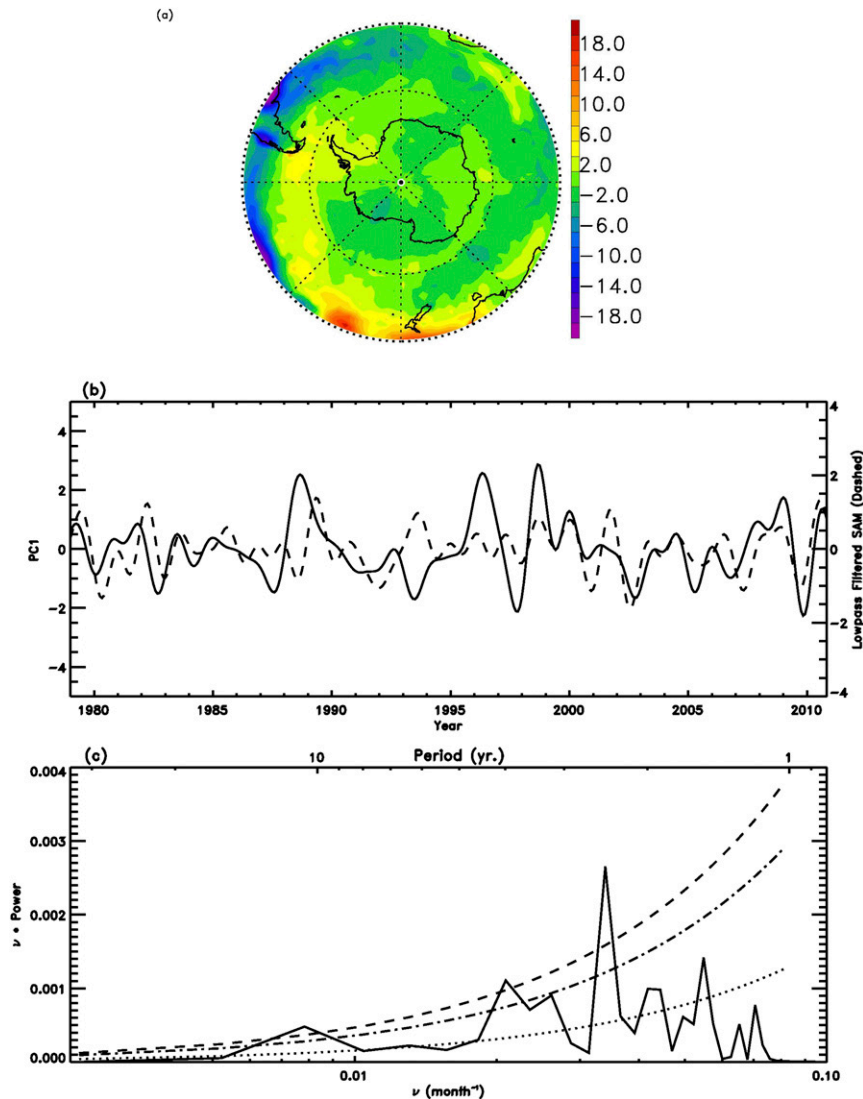 (a)
18.0
14.0
10.0
6.0
2.0
−2.0
−6.0
−10.0
−14.0
−18.0
(b)
4
2
0
−2
−4
PC1
4
2
0
−2
−4
Lowpass Filtered SAM (Dashed)
1980 1985 1990 1995 2000 2005 2010
Year
(c)
Period (yr.)
10 1
0.004
0.003
0.002
0.001
0.000
ν • Power
0.01 0.10
ν (month⁻¹)